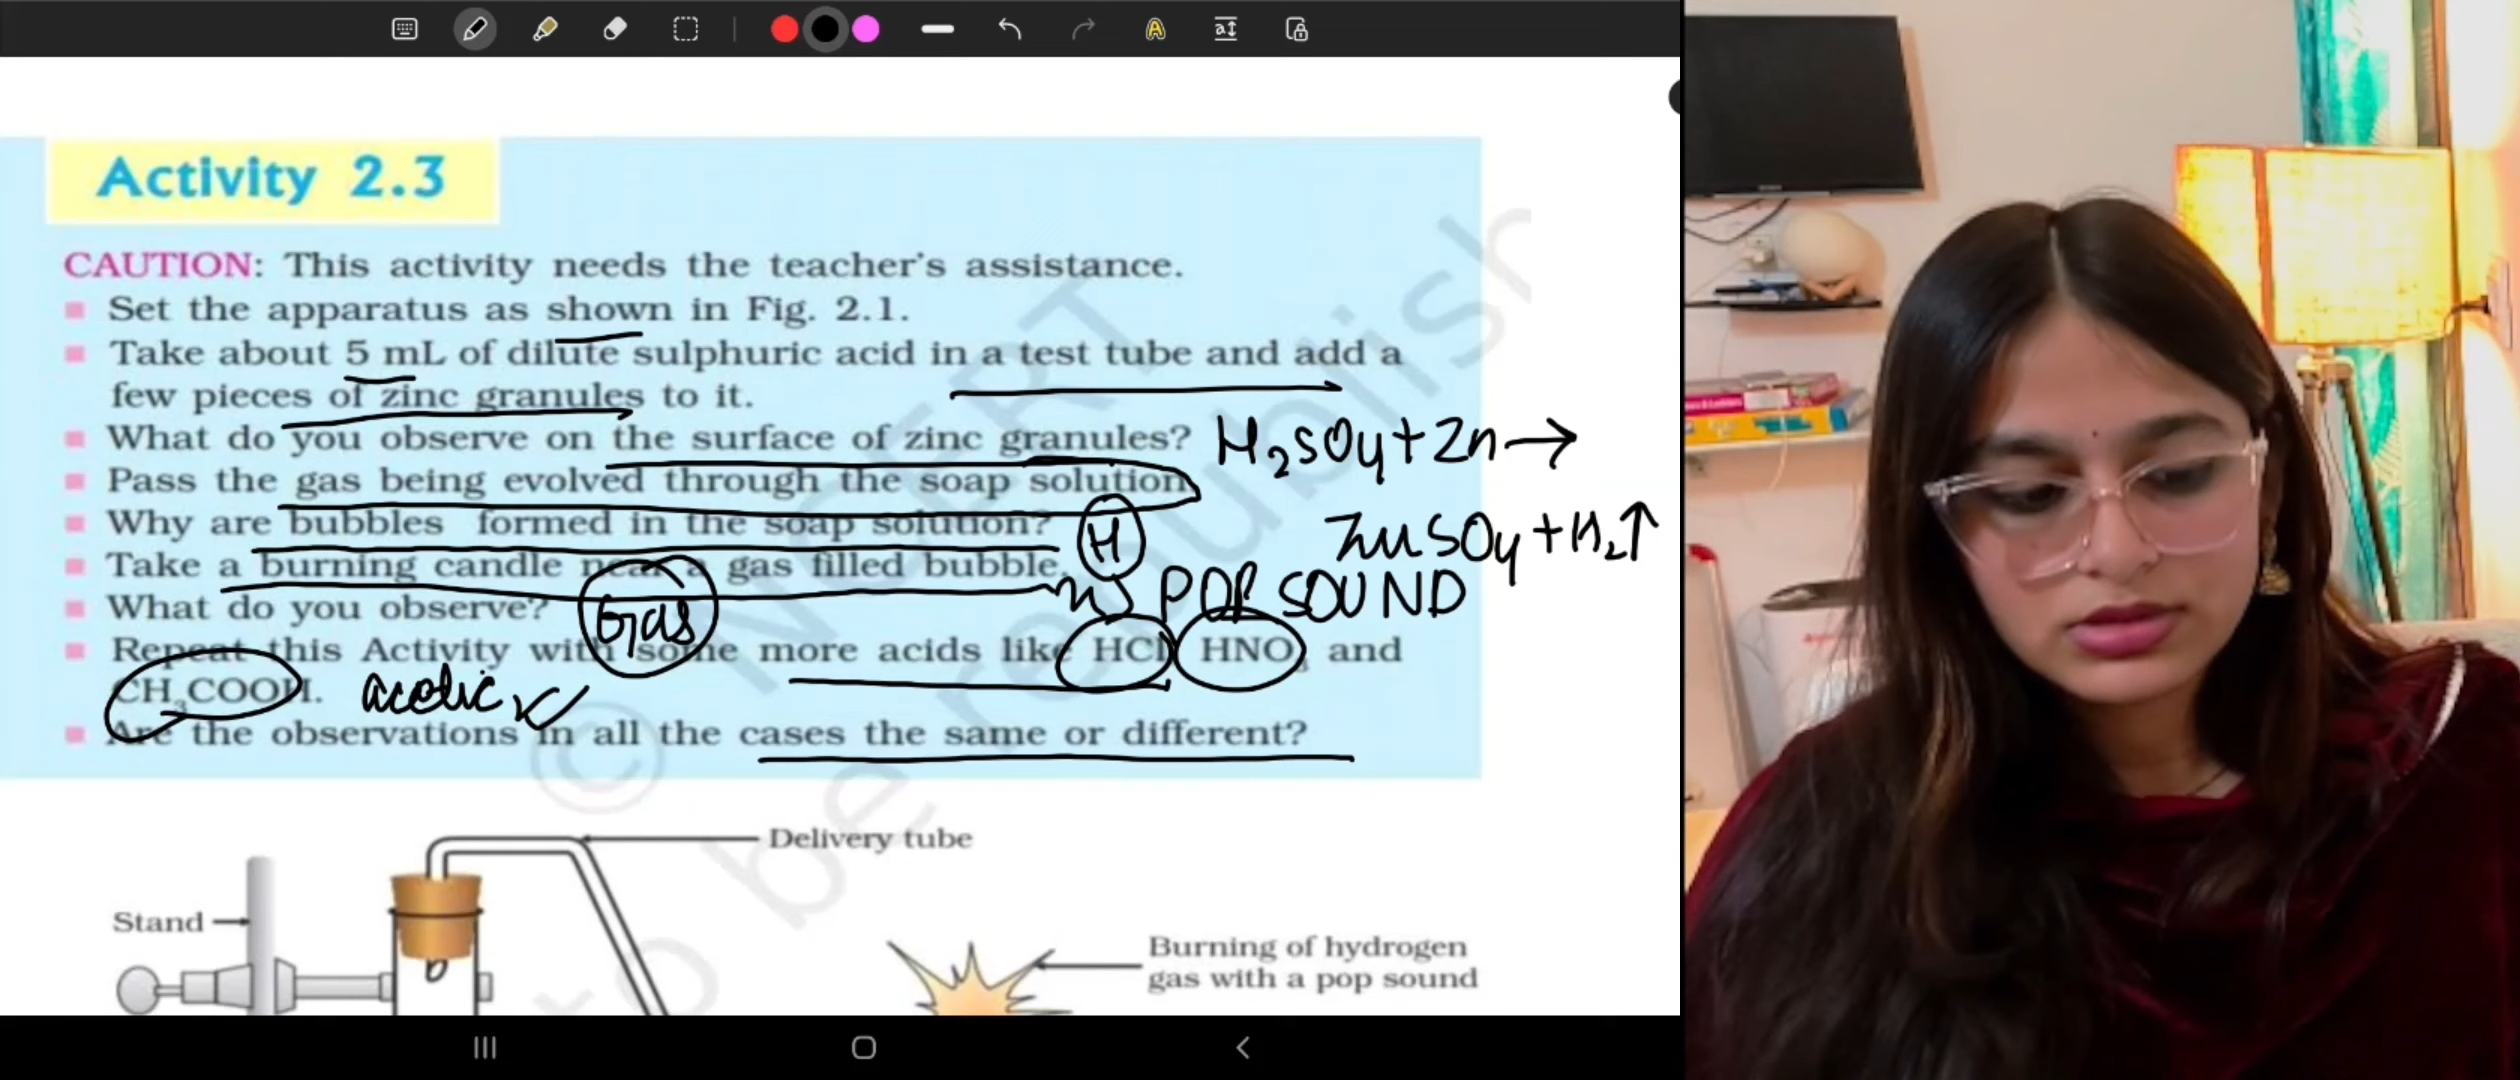 Activity 2.3
CAUTION: This activity needs the teacher's assistance.
Set the apparatus as shown in Fig. 2.1.
Take about 5 mL of dilute sulphuric acid in a test tube and add a
few pieces of zinc granules to it.
What do you observe on the surface of zinc granules?
H2SO4+Zn→
Pass the gas being evolved through the soap solution
Why are bubbles formed in the soap solution?
H
ZnSO4+H2↑
Take a burning candle near a gas filled bubble.
What do you observe?
Gas
POP SOUND
Repeat this Activity with some more acids like HCl HNO3 and
CH3COOH.
acetic
Are the observations in all the cases the same or different?
© NCERT
to be republish
Delivery tube
Stand
Burning of hydrogen
gas with a pop sound